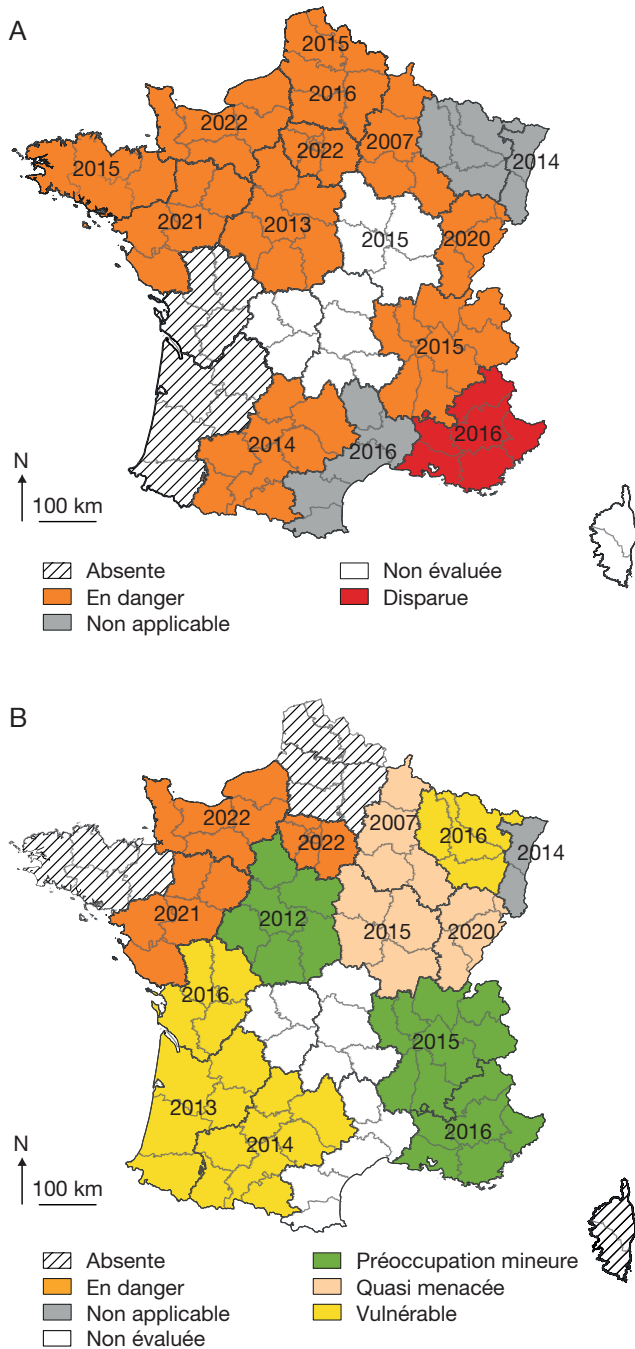 A
2015
2016
2022
2007
2022
2014
2015
2021
2013
2015
2020
2015
2014
2016
2016
N
100 km
Absente
En danger
Non applicable
Non évaluée
Disparue
B
2022
2007
2022
2016
2014
2021
2012
2015
2020
2016
2015
2013
2014
2016
N
100 km
Absente
En danger
Non applicable
Non évaluée
Préoccupation mineure
Quasi menacée
Vulnérable